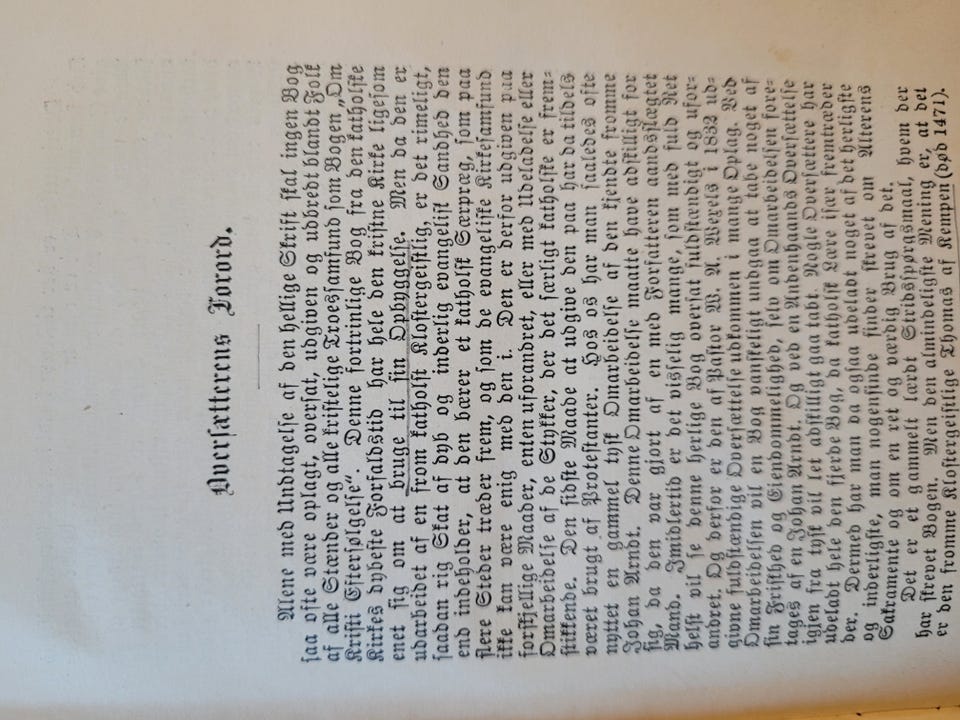 Oversætterens Forord.
Alene med Undtagelse af den hellige Skrift skal ingen Bog
saa ofte være oplagt, oversat, udgiven og udbredt blandt Folk
af alle Stænder og alle kristelige Troessamfund som Bogen „Om
Kristi Efterfølgelse“. Denne fortrinlige Bog fra den katholske
Kirkes dybeste Forfaldstid har hele den kristne Kirke ligesom
enet sig om at bruge til sin Opbyggelse. Men da den er
udarbeidet af en from katholsk Klostergeistlig, er det rimeligt,
saadan rig Skat af dyb og inderlig evangelisk Sandhed den
end indeholder, at den bærer et katholsk Særpræg, som paa
flere Steder træder frem, og som de evangeliske Kirkesamfund
ikke kan være enig med den i. Den er derfor udgiven paa
forskjellige Maader, enten uforandret, eller med Udeladelse eller
Omarbeidelse af de Stykker, der det særligt katholske er frem-
stikkende. Den sidste Maade at udgive den paa har da tildels
været brugt af Protestanter. Hos os har man saaledes ofte
nyttet en gammel tysk Omarbeidelse af den kjendte fromme
Johan Arndt. Denne Omarbeidelse maatte have adskilligt for
sig, da den var gjort af en med Forfatteren aandsslægtet
Mand. Imidlertid er det visselig mange, som med fuld Ret
helst vil se denne herlige Bog oversat fuldstændigt og ufor-
andret. Og derfor er den af Pastor W. A. Wexels i 1832 ud-
givne fuldstændige Oversættelse udkommen i mange Oplag. Ved
Omarbeidelsen vil en Bog vanskeligt undgaa at tabe noget af
sin Friskhed og Eiendommelighed, selv om Omarbeidelsen fore-
tages af en Johan Arndt. Og ved en Andenhaands Oversættelse
igjen fra tysk vil let adskilligt gaa tabt. Nogle Oversættere har
udeladt hele den fjerde Bog, da katholsk Lære især fremtræder
der. Dermed har man da ogsaa udeladt noget af det herligste
og inderligste, man nogensinde finder skrevet om Alterens
Sakramente og om en ret og værdig Brug af det.
Det er et gammelt lærdt Stridsspørgsmaal, hvem der
har skrevet Bogen. Men den almindeligste Mening er, at det
er den fromme Klostergeistlige Thomas af Kempen (død 1471).